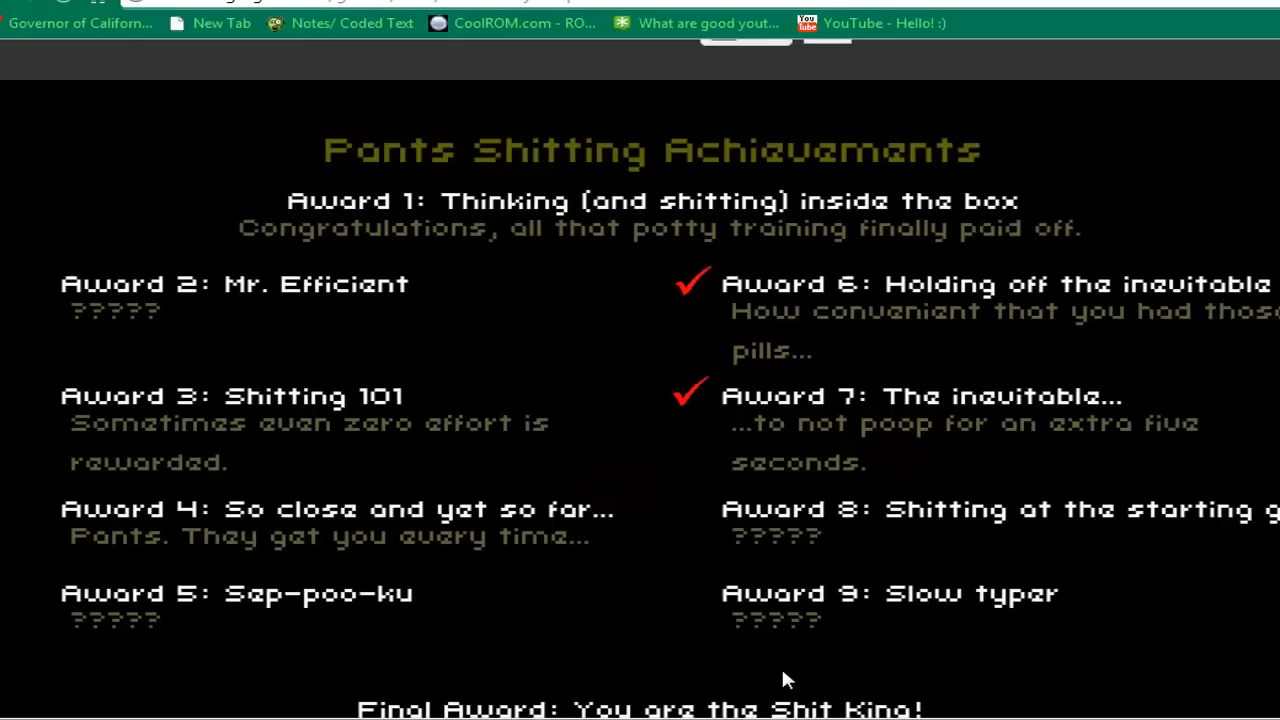 Governor of Californ... New Tab Notes/ Coded Text CoolROM.com - RO... What are good yout... You Tube YouTube - Hello! :)
Pants Shitting Achievements
Award 1: Thinking (and shitting) inside the box
Congratulations, all that potty training finally paid off.
Award 2: Mr. Efficient
?????
Award 6: Holding off the inevitable
How convenient that you had those
pills...
Award 3: Shitting 101
Sometimes even zero effort is
rewarded.
Award 7: The inevitable...
...to not poop for an extra five
seconds.
Award 4: So close and yet so far...
Pants. They get you every time...
Award 8: Shitting at the starting g
?????
Award 5: Sep-poo-ku
?????
Award 9: Slow typer
?????
Final Award: You are the Shit King!